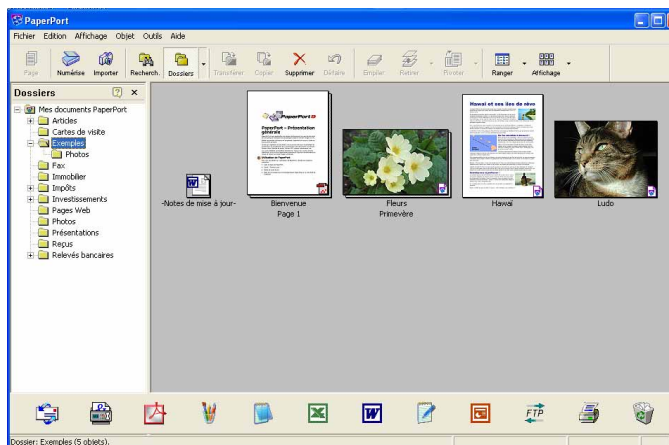 PaperPort
Fichier Edition Affichage Objet Outils Aide
Page Numérise Importer Recherch. Dossiers Transférer Copier Supprimer Défaire Empiler Retirer Pivoter Ranger Affichage
Dossiers
Mes documents PaperPort
Articles
Cartes de visite
Exemples
Photos
Fax
Immobilier
Impôts
Investissements
Pages Web
Photos
Présentations
Reçus
Relevés bancaires
PaperPort
PaperPort - Présentation
générale
Hawaï et ses îles de rêve
-Notes de mise à jour-
Bienvenue
Page 1
Fleurs
Primevère
Hawaï
Ludo
FTP
Dossier: Exemples (5 objets).